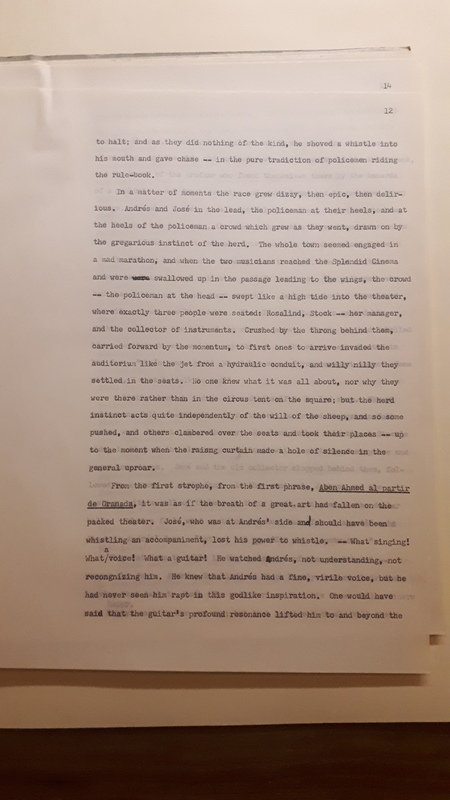 14
12
to halt; and as they did nothing of the kind, he shoved a whistle into
his mouth and gave chase -- in the pure tradition of policemen riding
the rule-book.
In a matter of moments the race grew dizzy, then epic, then delir-
ious. Andrés and José in the lead, the policeman at their heels, and at
the heels of the policeman a crowd which grew as they went, drawn on by
the gregarious instinct of the herd. The whole town seemed engaged in
a mad marathon, and when the two musicians reached the Splendid Cinema
and were swallowed up in the passage leading to the wings, the crowd
-- the policeman at the head -- swept like a high tide into the theater,
where exactly three people were seated: Rosalind, Stock -- her manager,
and the collector of instruments. Crushed by the throng behind them,
carried forward by the momentum, to first ones to arrive invaded the
auditorium like the jet from a hydraulic conduit, and willy nilly they
settled in the seats. No one knew what it was all about, nor why they
were there rather than in the circus tent on the square; but the herd
instinct acts quite independently of the will of the sheep, and so some
pushed, and others clambered over the seats and took their places -- up
to the moment when the raising curtain made a hole of silence in the
general uproar.
From the first strophe, from the first phrase, Aben Ahmed al partir
de Granada, it was as if the breath of a great art had fallen on the
packed theater. José, who was at Andrés' side and should have been
whistling an accompaniment, lost his power to whistle. -- What singing!
What/a voice! What a guitar! He watched Andrés, not understanding, not
recongnizing him. He knew that Andrés had a fine, virile voice, but he
had never seen him rapt in this godlike inspiration. One would have
said that the guitar's profound resonance lifted him to and beyond the